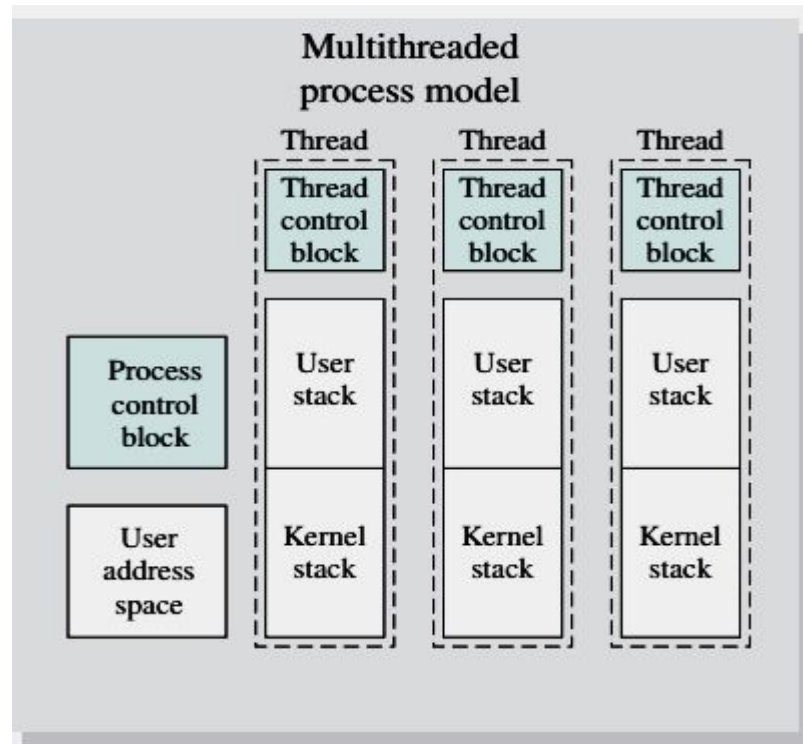 Multithreaded
process model
Thread
Thread
control
block
User
stack
Kernel
stack
Thread
Thread
control
block
User
stack
Kernel
stack
Thread
Thread
control
block
User
stack
Kernel
stack
Process
control
block
User
address
space